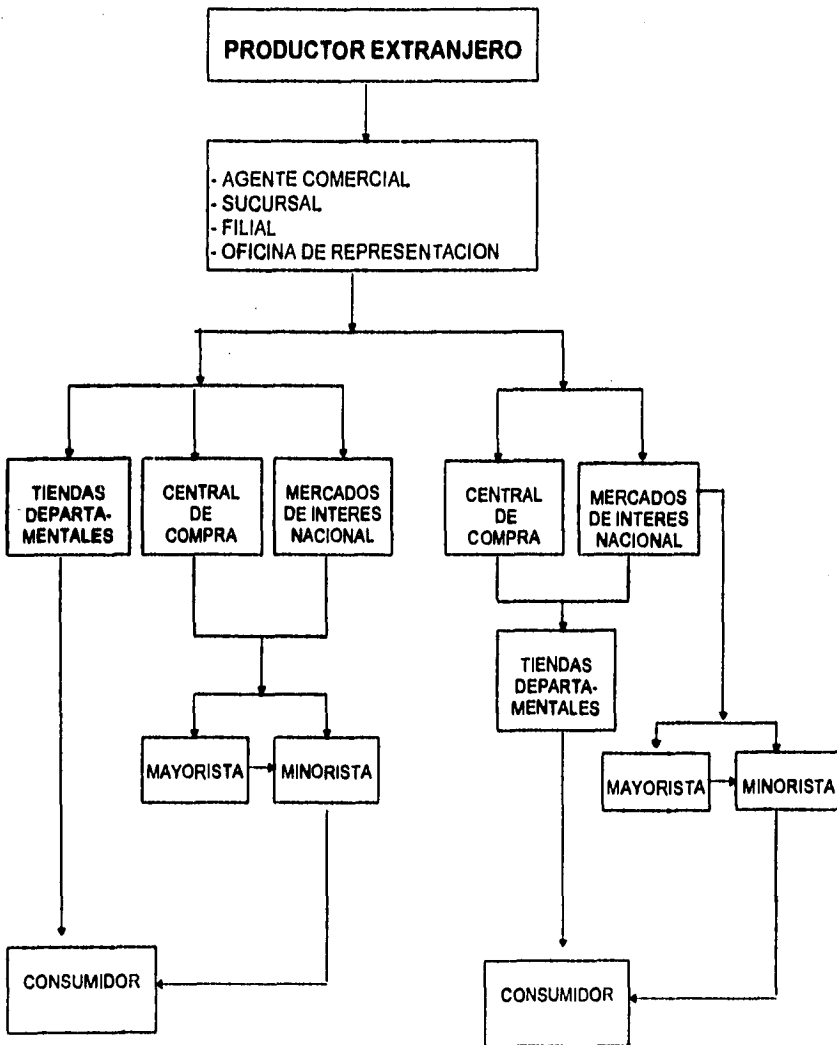 PRODUCTOR EXTRANJERO
- AGENTE COMERCIAL
- SUCURSAL
- FILIAL
- OFICINA DE REPRESENTACION
TIENDAS
DEPARTA-
MENTALES
CENTRAL
DE
COMPRA
MERCADOS
DE INTERES
NACIONAL
CENTRAL
DE
COMPRA
MERCADOS
DE INTERES
NACIONAL
TIENDAS
DEPARTA-
MENTALES
MAYORISTA
MINORISTA
MAYORISTA
MINORISTA
CONSUMIDOR
CONSUMIDOR